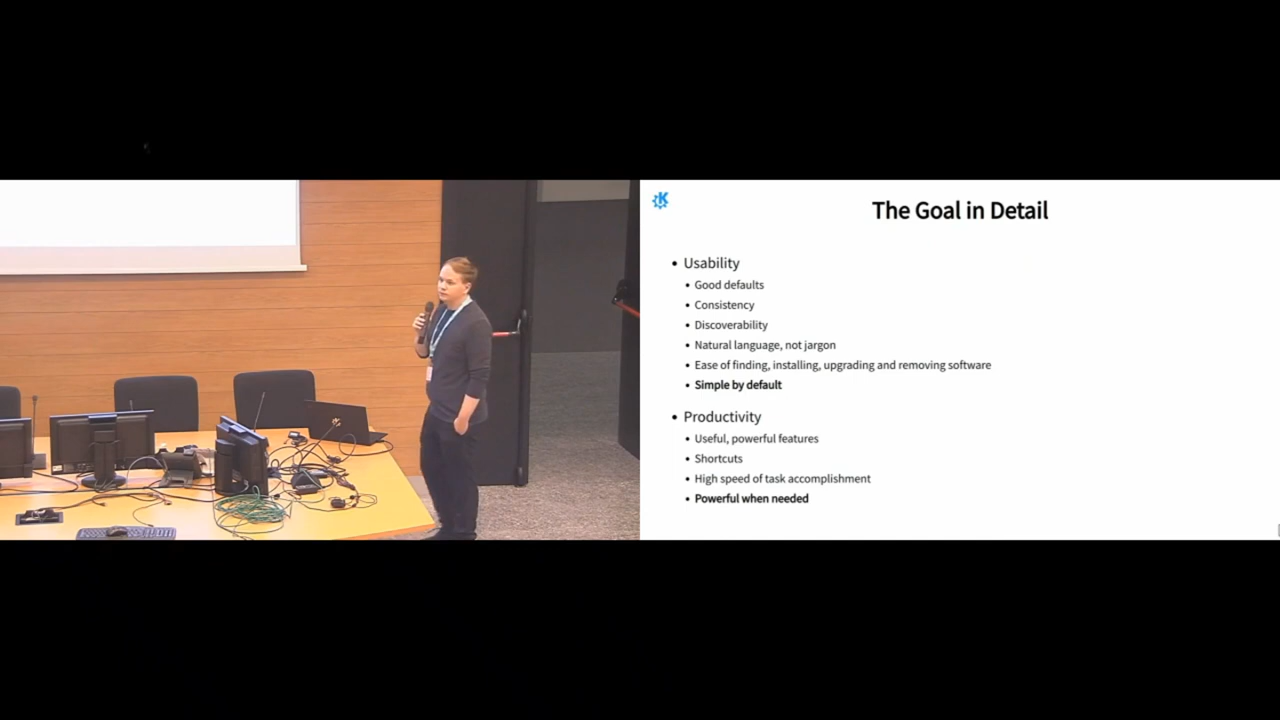 The Goal in Detail
• Usability
• Good defaults
• Consistency
• Discoverability
• Natural language, not jargon
• Ease of finding, installing, upgrading and removing software
• Simple by default
• Productivity
• Useful, powerful features
• Shortcuts
• High speed of task accomplishment
• Powerful when needed